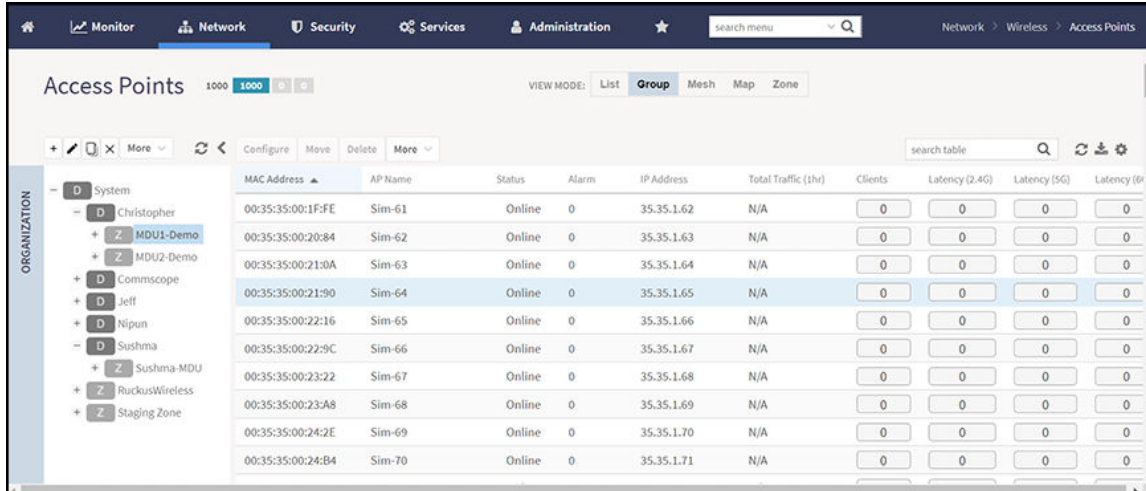 Monitor Network Security Services Administration search menu Network > Wireless > Access Points
Access Points 1000 1000 0 0 VIEW MODE: List Group Mesh Map Zone
+ More Configure Move Delete More search table
ORGANIZATION
− D System
− D Christopher
+ Z MDU1-Demo
+ Z MDU2-Demo
+ D Commscope
+ D Jeff
+ D Nipun
− D Sushma
+ Z Sushma-MDU
+ Z RuckusWireless
+ Z Staging Zone
MAC Address AP Name Status Alarm IP Address Total Traffic (1hr) Clients Latency (2.4G) Latency (5G) Latency (6
00:35:35:00:1F:FE Sim-61 Online 0 35.35.1.62 N/A 0 0 0 0
00:35:35:00:20:84 Sim-62 Online 0 35.35.1.63 N/A 0 0 0 0
00:35:35:00:21:0A Sim-63 Online 0 35.35.1.64 N/A 0 0 0 0
00:35:35:00:21:90 Sim-64 Online 0 35.35.1.65 N/A 0 0 0 0
00:35:35:00:22:16 Sim-65 Online 0 35.35.1.66 N/A 0 0 0 0
00:35:35:00:22:9C Sim-66 Online 0 35.35.1.67 N/A 0 0 0 0
00:35:35:00:23:22 Sim-67 Online 0 35.35.1.68 N/A 0 0 0 0
00:35:35:00:23:A8 Sim-68 Online 0 35.35.1.69 N/A 0 0 0 0
00:35:35:00:24:2E Sim-69 Online 0 35.35.1.70 N/A 0 0 0 0
00:35:35:00:24:B4 Sim-70 Online 0 35.35.1.71 N/A 0 0 0 0